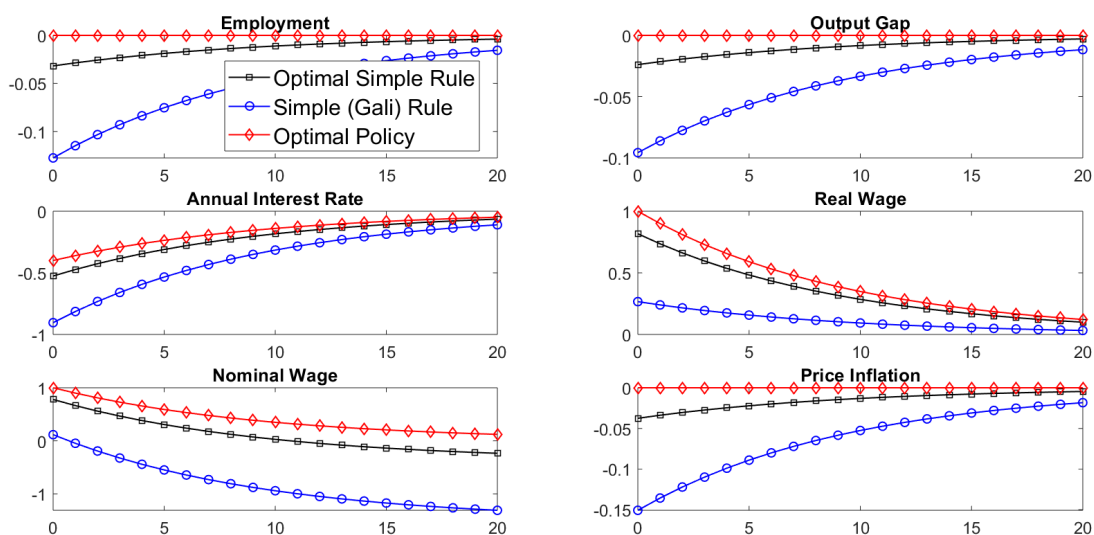 Employment
0
-0.05
-0.1
0 5 10 15 20
Optimal Simple Rule
Simple (Gali) Rule
Optimal Policy
Output Gap
0
-0.05
-0.1
0 5 10 15 20
Annual Interest Rate
0
-0.5
-1
0 5 10 15 20
Real Wage
1
0.5
0
0 5 10 15 20
Nominal Wage
1
0
-1
0 5 10 15 20
Price Inflation
0
-0.05
-0.1
-0.15
0 5 10 15 20